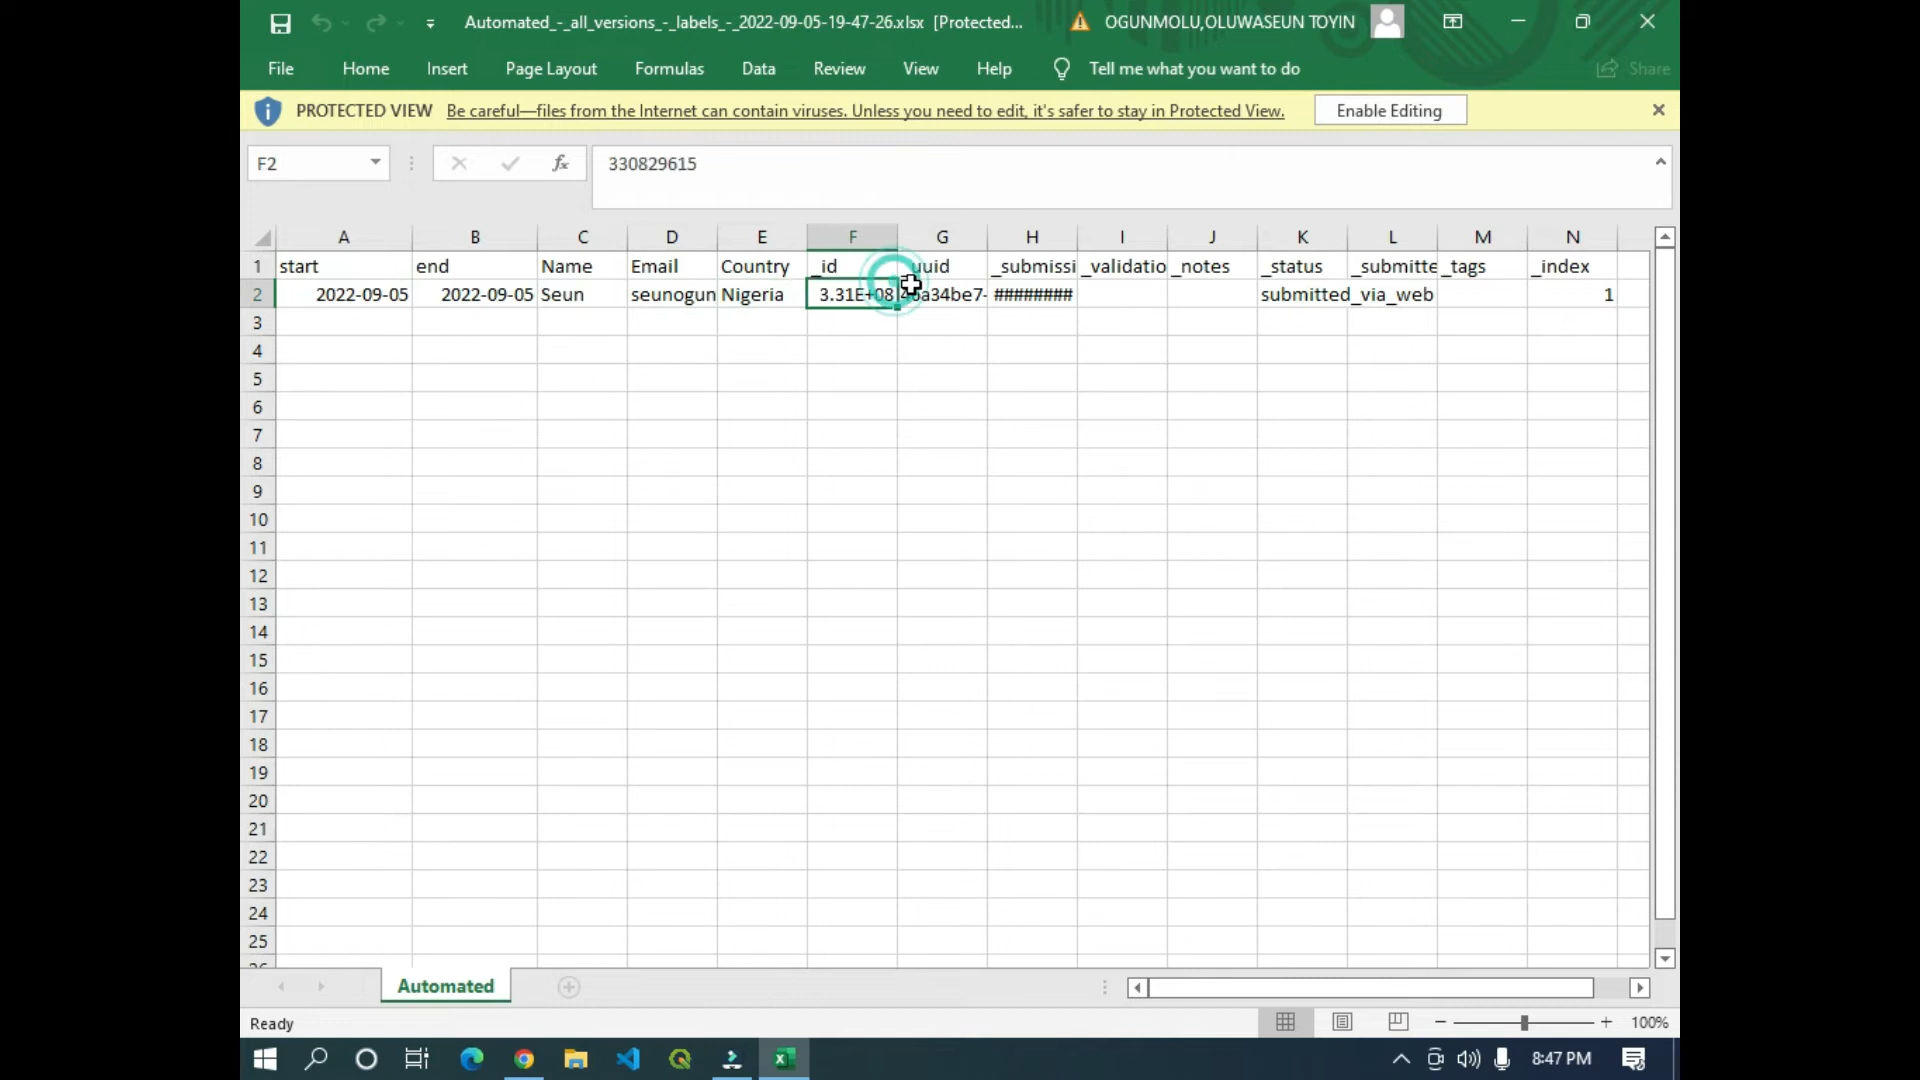 Automated_-_all_versions_-_labels_-_2022-09-05-19-47-26.xlsx [Protected... OGUNMOLU,OLUWASEUN TOYIN
File Home Insert Page Layout Formulas Data Review View Help Tell me what you want to do Share
PROTECTED VIEW Be careful—files from the Internet can contain viruses. Unless you need to edit, it's safer to stay in Protected View. Enable Editing
F2 fx 330829615
A B C D E F G H I J K L M N
1 start end Name Email Country _id _uuid _submissi _validatio _notes _status _submitte _tags _index
2 2022-09-05 2022-09-05 Seun seunogun Nigeria 3.31E+08 ######## submitted_via_web 1
3
4
5
6
7
8
9
10
11
12
13
14
15
16
17
18
19
20
21
22
23
24
25
26
Automated
Ready 100%
8:47 PM